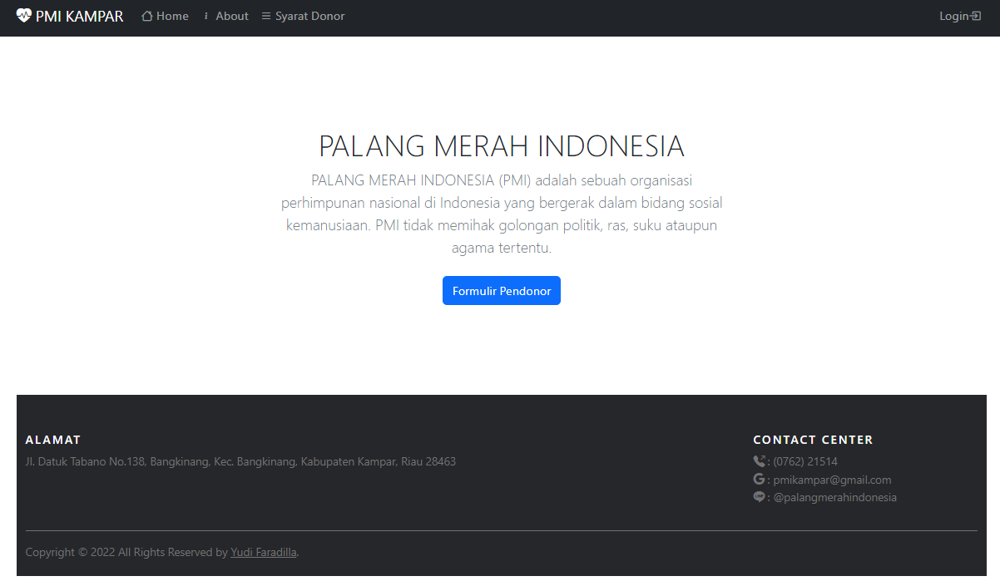 PMI KAMPAR Home About Syarat Donor Login
PALANG MERAH INDONESIA
PALANG MERAH INDONESIA (PMI) adalah sebuah organisasi
perhimpunan nasional di Indonesia yang bergerak dalam bidang sosial
kemanusiaan. PMI tidak memihak golongan politik, ras, suku ataupun
agama tertentu.
Formulir Pendonor
ALAMAT
Jl. Datuk Tabano No.138, Bangkinang, Kec. Bangkinang, Kabupaten Kampar, Riau 28463
CONTACT CENTER
: (0762) 21514
: pmikampar@gmail.com
: @palangmerahindonesia
Copyright © 2022 All Rights Reserved by Yudi Faradilla.